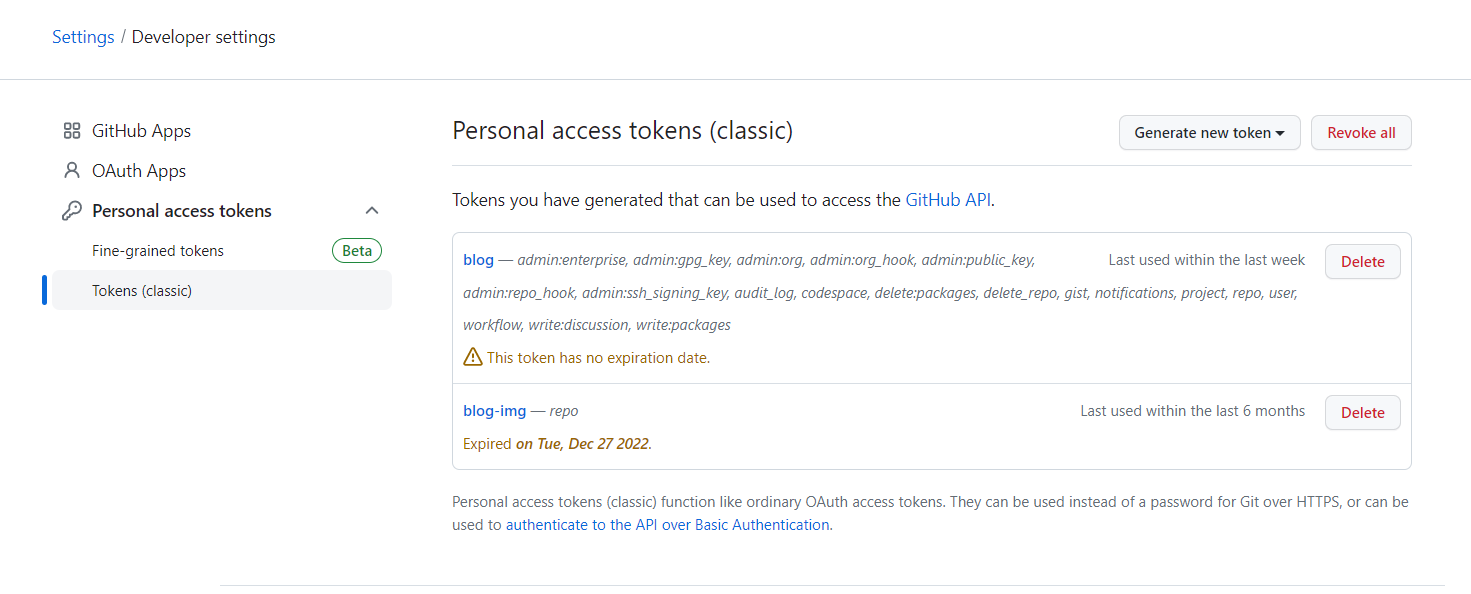 Settings / Developer settings
GitHub Apps
OAuth Apps
Personal access tokens
Fine-grained tokens Beta
Tokens (classic)
Personal access tokens (classic)
Generate new token
Revoke all
Tokens you have generated that can be used to access the GitHub API.
blog — admin:enterprise, admin:gpg_key, admin:org, admin:org_hook, admin:public_key,
admin:repo_hook, admin:ssh_signing_key, audit_log, codespace, delete:packages, delete_repo, gist, notifications, project, repo, user,
workflow, write:discussion, write:packages
Last used within the last week
Delete
This token has no expiration date.
blog-img — repo
Last used within the last 6 months
Delete
Expired on Tue, Dec 27 2022.
Personal access tokens (classic) function like ordinary OAuth access tokens. They can be used instead of a password for Git over HTTPS, or can be
used to authenticate to the API over Basic Authentication.